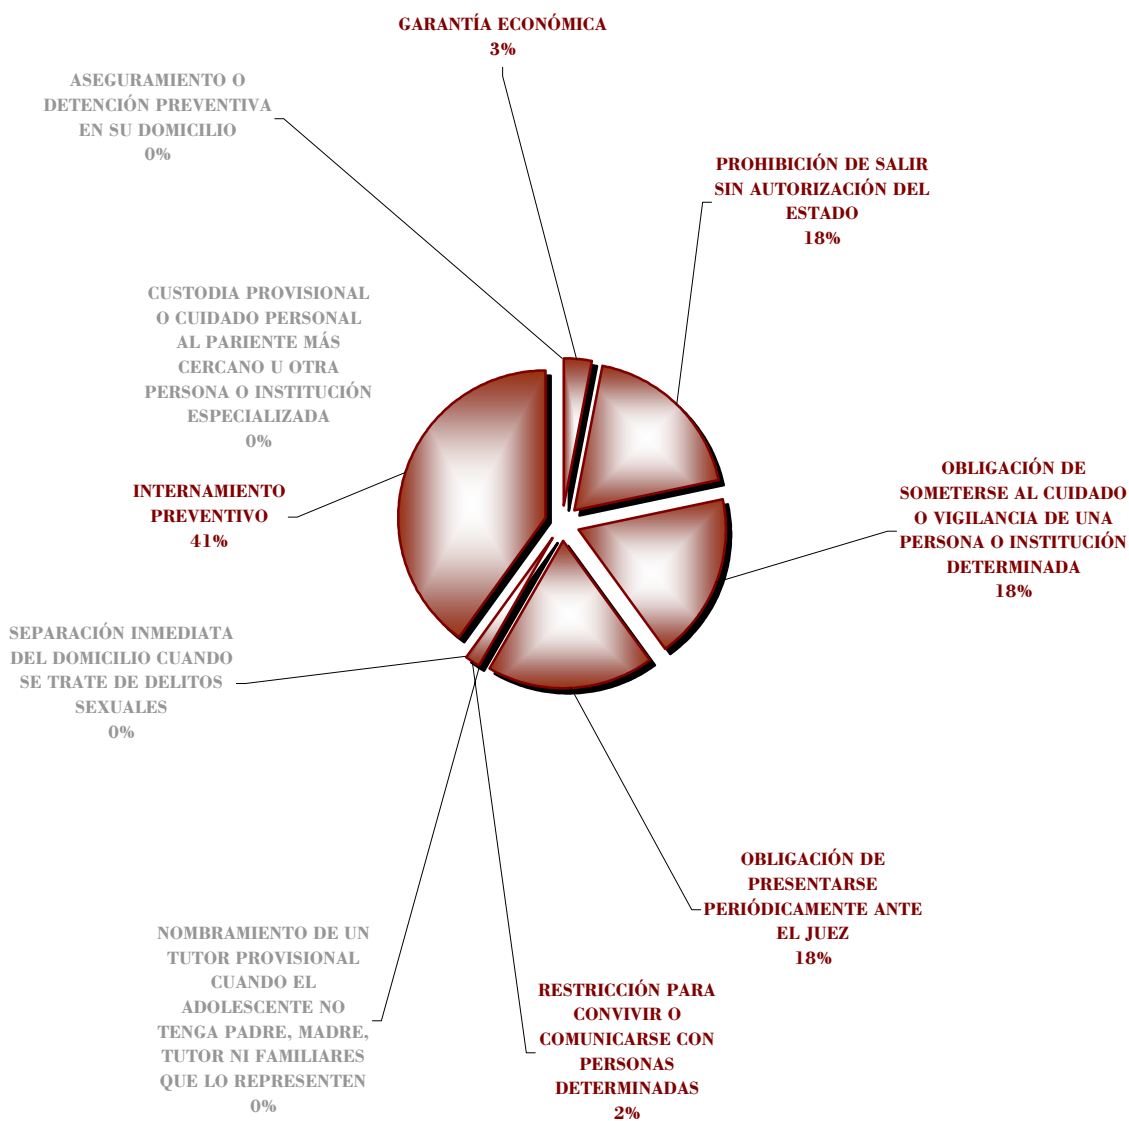 GARANTÍA ECONÓMICA
3%
ASEGURAMIENTO O
DETENCIÓN PREVENTIVA
EN SU DOMICILIO
0%
PROHIBICIÓN DE SALIR
SIN AUTORIZACIÓN DEL
ESTADO
18%
CUSTODIA PROVISIONAL
O CUIDADO PERSONAL
AL PARIENTE MÁS
CERCANO U OTRA
PERSONA O INSTITUCIÓN
ESPECIALIZADA
0%
OBLIGACIÓN DE
SOMETERSE AL CUIDADO
O VIGILANCIA DE UNA
PERSONA O INSTITUCIÓN
DETERMINADA
18%
INTERNAMIENTO
PREVENTIVO
41%
SEPARACIÓN INMEDIATA
DEL DOMICILIO CUANDO
SE TRATE DE DELITOS
SEXUALES
0%
OBLIGACIÓN DE
PRESENTARSE
PERIÓDICAMENTE ANTE
EL JUEZ
18%
NOMBRAMIENTO DE UN
TUTOR PROVISIONAL
CUANDO EL
ADOLESCENTE NO
TENGA PADRE, MADRE,
TUTOR NI FAMILIARES
QUE LO REPRESENTEN
0%
RESTRICCIÓN PARA
CONVIVIR O
COMUNICARSE CON
PERSONAS
DETERMINADAS
2%